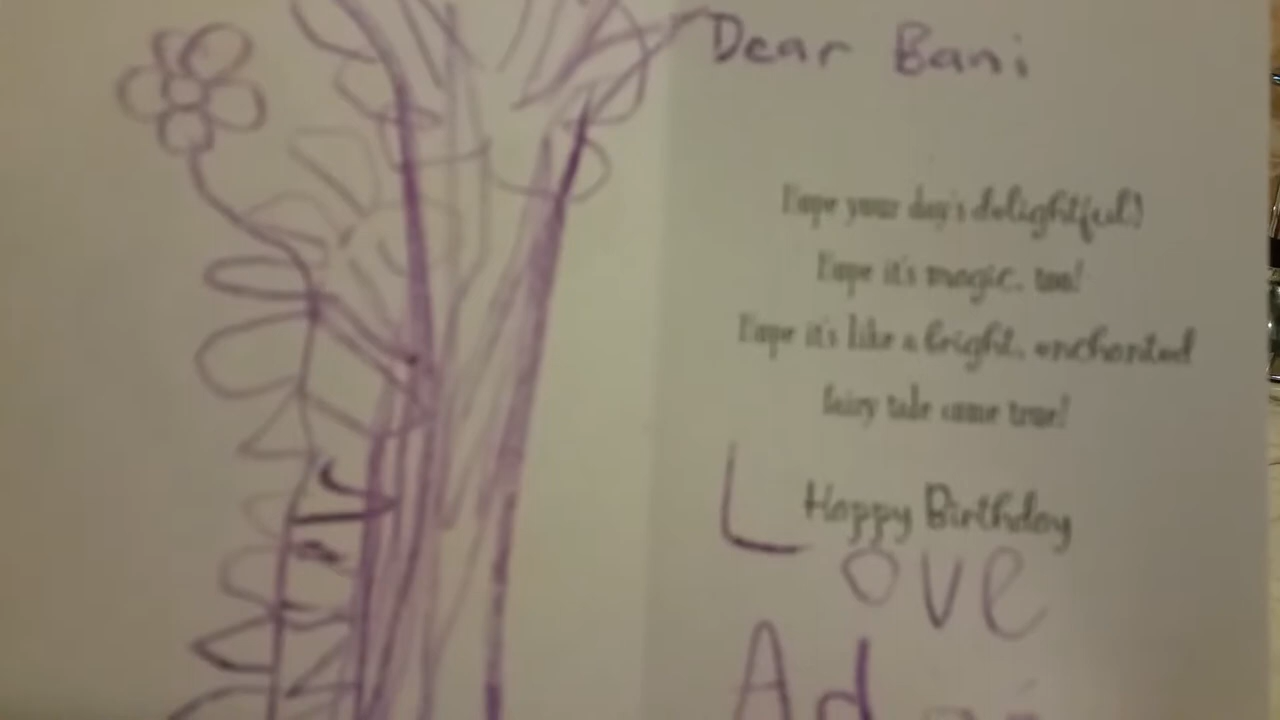 Dear Bani
Hope your day's delightful!
Hope it's magic, too!
Hope it's like a bright, enchanted
fairy tale come true!
Happy Birthday
Love